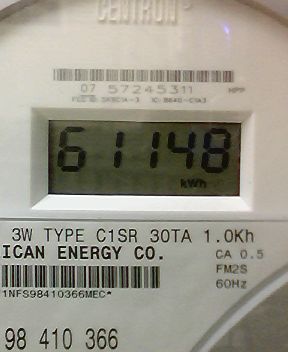 CENTRON®
07 57245311 HPP
61148
kWh
3W TYPE C1SR 30TA 1.0Kh
ICAN ENERGY CO. CA 0.5
FM2S
1NFS98410366MEC* 60Hz
98 410 366